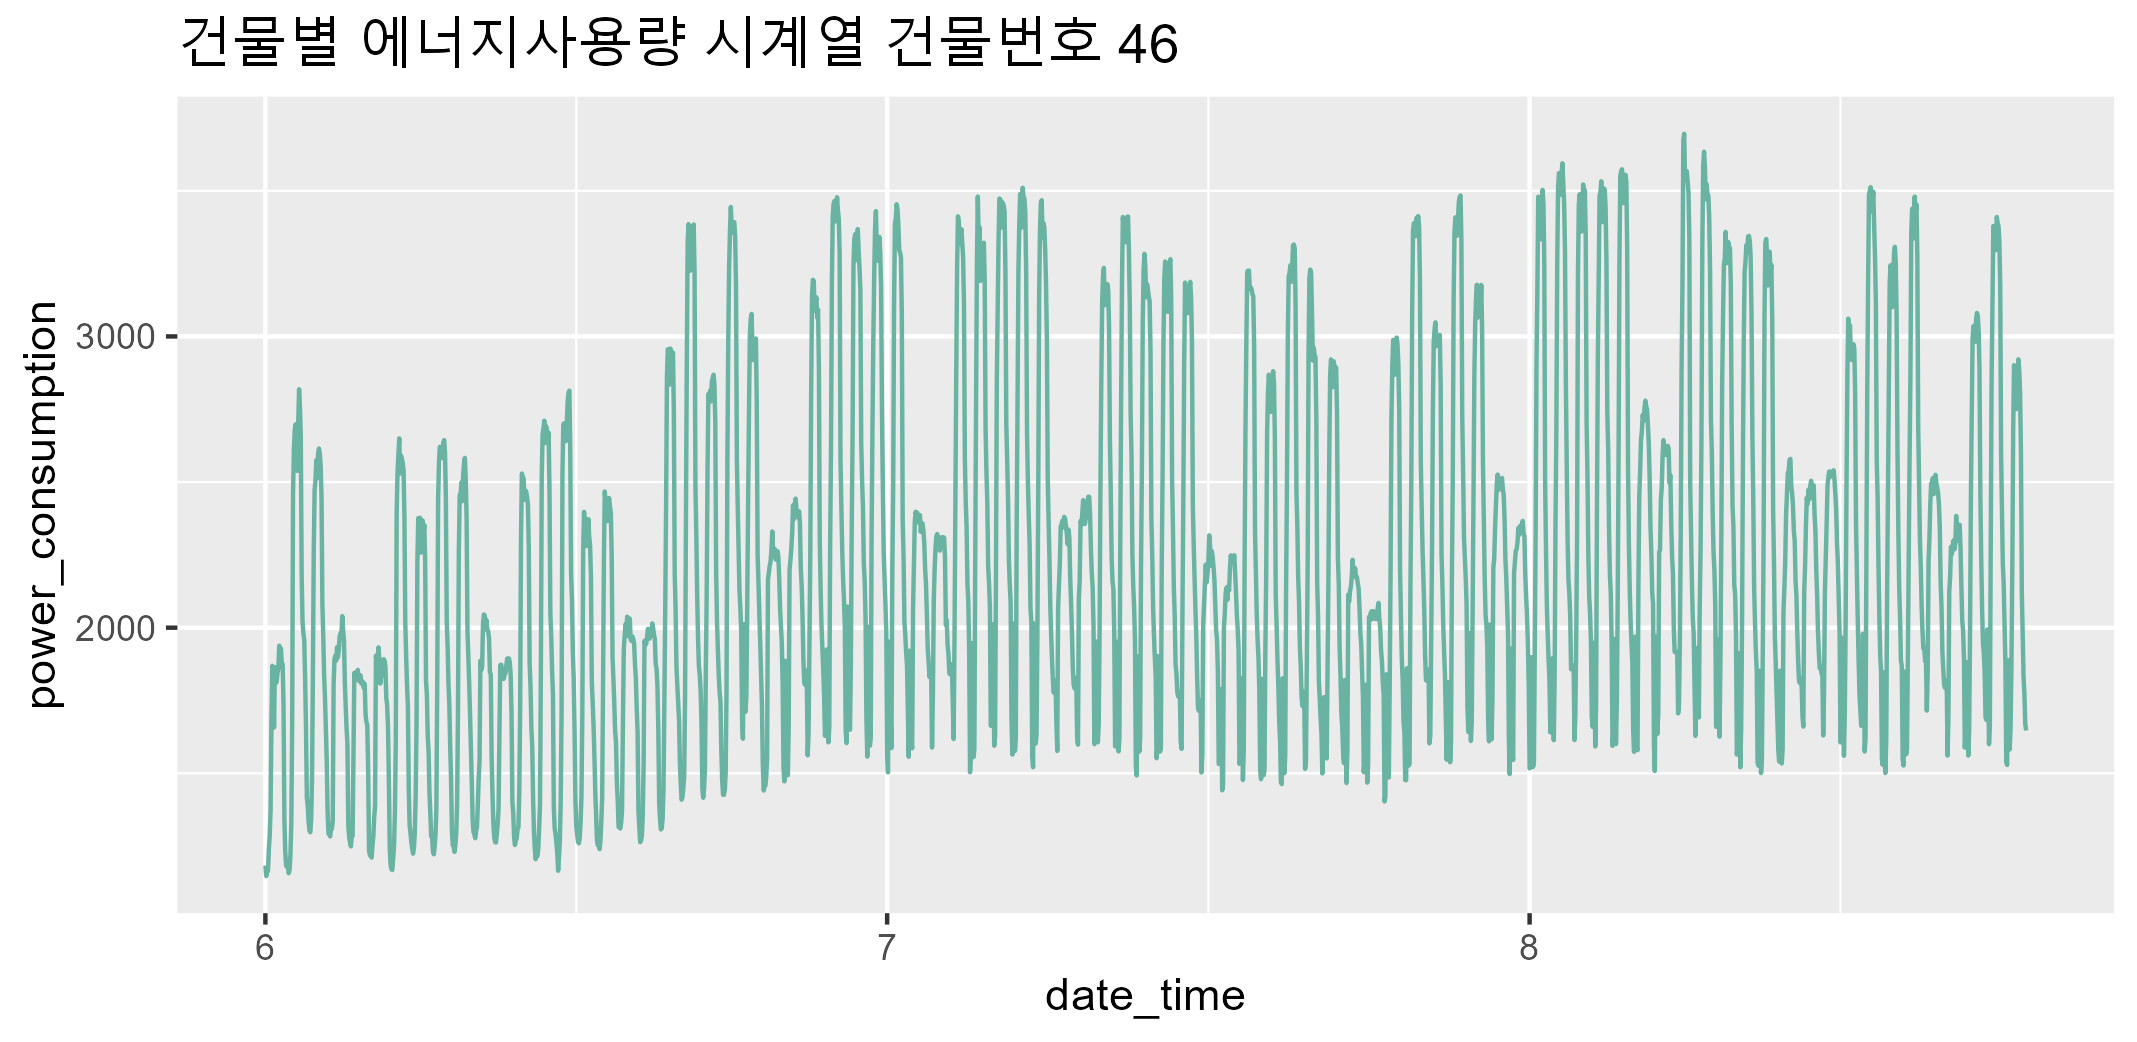 건물별 에너지사용량 시계열 건물번호 46
power_consumption
3000
2000
6 7 8
date_time